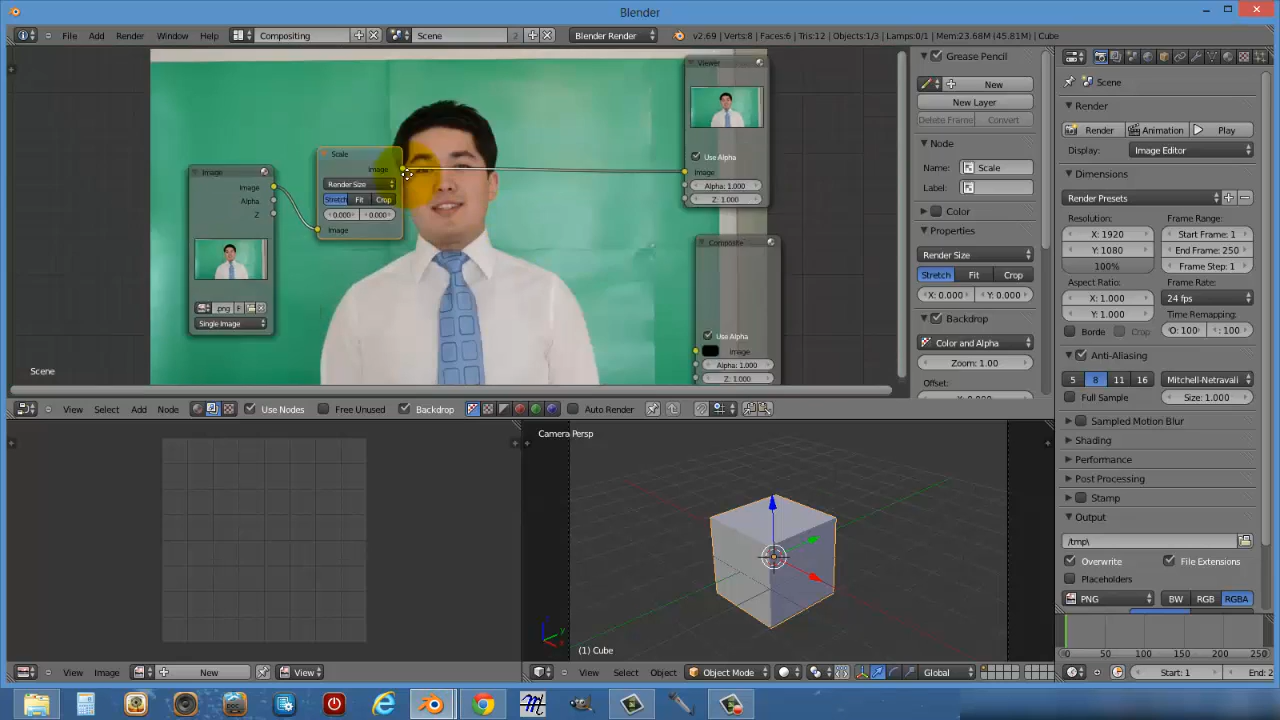 Blender
File Add Render Window Help Compositing Scene 2 Blender Render v2.69 | Verts:8 | Faces:6 | Tris:12 | Objects:1/3 | Lamps:0/1 | Mem:23.68M (45.81M) | Cube
Viewer
Use Alpha
Image
Alpha: 1.000
Z: 1.000
Scale
Image
Render Size
Stretch Fit Crop
0.000 0.000
Image
Image
Image
Alpha
Z
png F
Single Image
Composite
Use Alpha
Image
Alpha: 1.000
Z: 1.000
Scene
Grease Pencil
New
New Layer
Delete Frame Convert
Node
Name: Scale
Label:
Color
Properties
Render Size
Stretch Fit Crop
X: 0.000 Y: 0.000
Backdrop
Color and Alpha
Zoom: 1.00
Offset:
Scene
Render
Render Animation Play
Display: Image Editor
Dimensions
Render Presets
Resolution: Frame Range:
X: 1920 Start Frame: 1
Y: 1080 End Frame: 250
100% Frame Step: 1
Aspect Ratio: Frame Rate:
X: 1.000 24 fps
Y: 1.000 Time Remapping:
Borde Crop O: 100 : 100
Anti-Aliasing
5 8 11 16 Mitchell-Netravali
Full Sample Size: 1.000
Sampled Motion Blur
Shading
Performance
Post Processing
Stamp
Output
/tmp\
Overwrite File Extensions
Placeholders
PNG BW RGB RGBA
View Select Add Node Use Nodes Free Unused Backdrop Auto Render
Camera Persp
(1) Cube
View Image New View
View Select Object Object Mode Global
0 50 100 150 200 250
Start: 1 End: 2